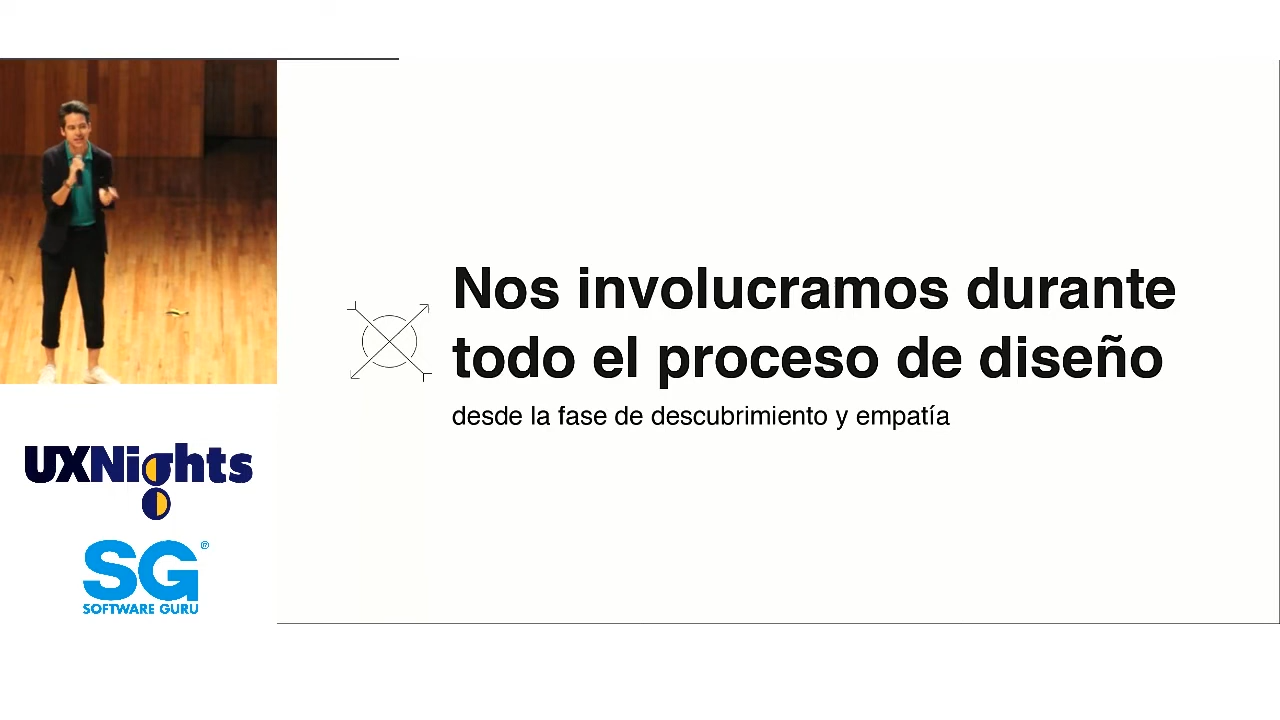 Nos involucramos durante
todo el proceso de diseño
desde la fase de descubrimiento y empatía
UXNights
SG®
SOFTWARE GURU